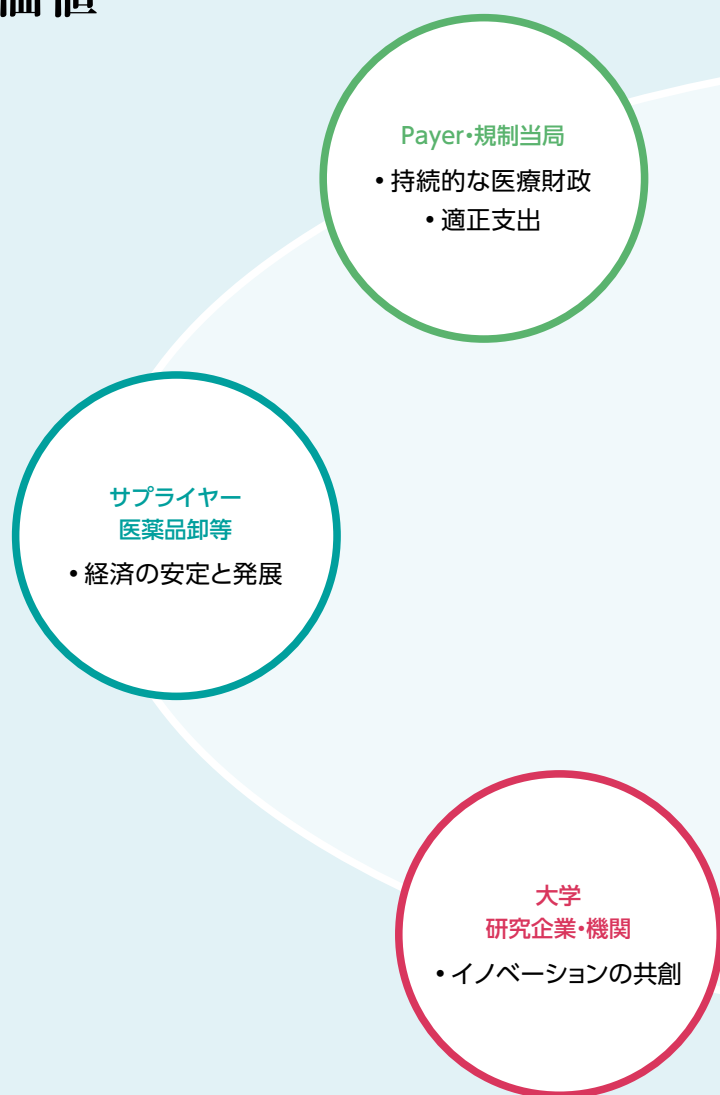 価値
Payer・規制当局
• 持続的な医療財政
• 適正支出
サプライヤー
医薬品卸等
• 経済の安定と発展
大学
研究企業・機関
• イノベーションの共創